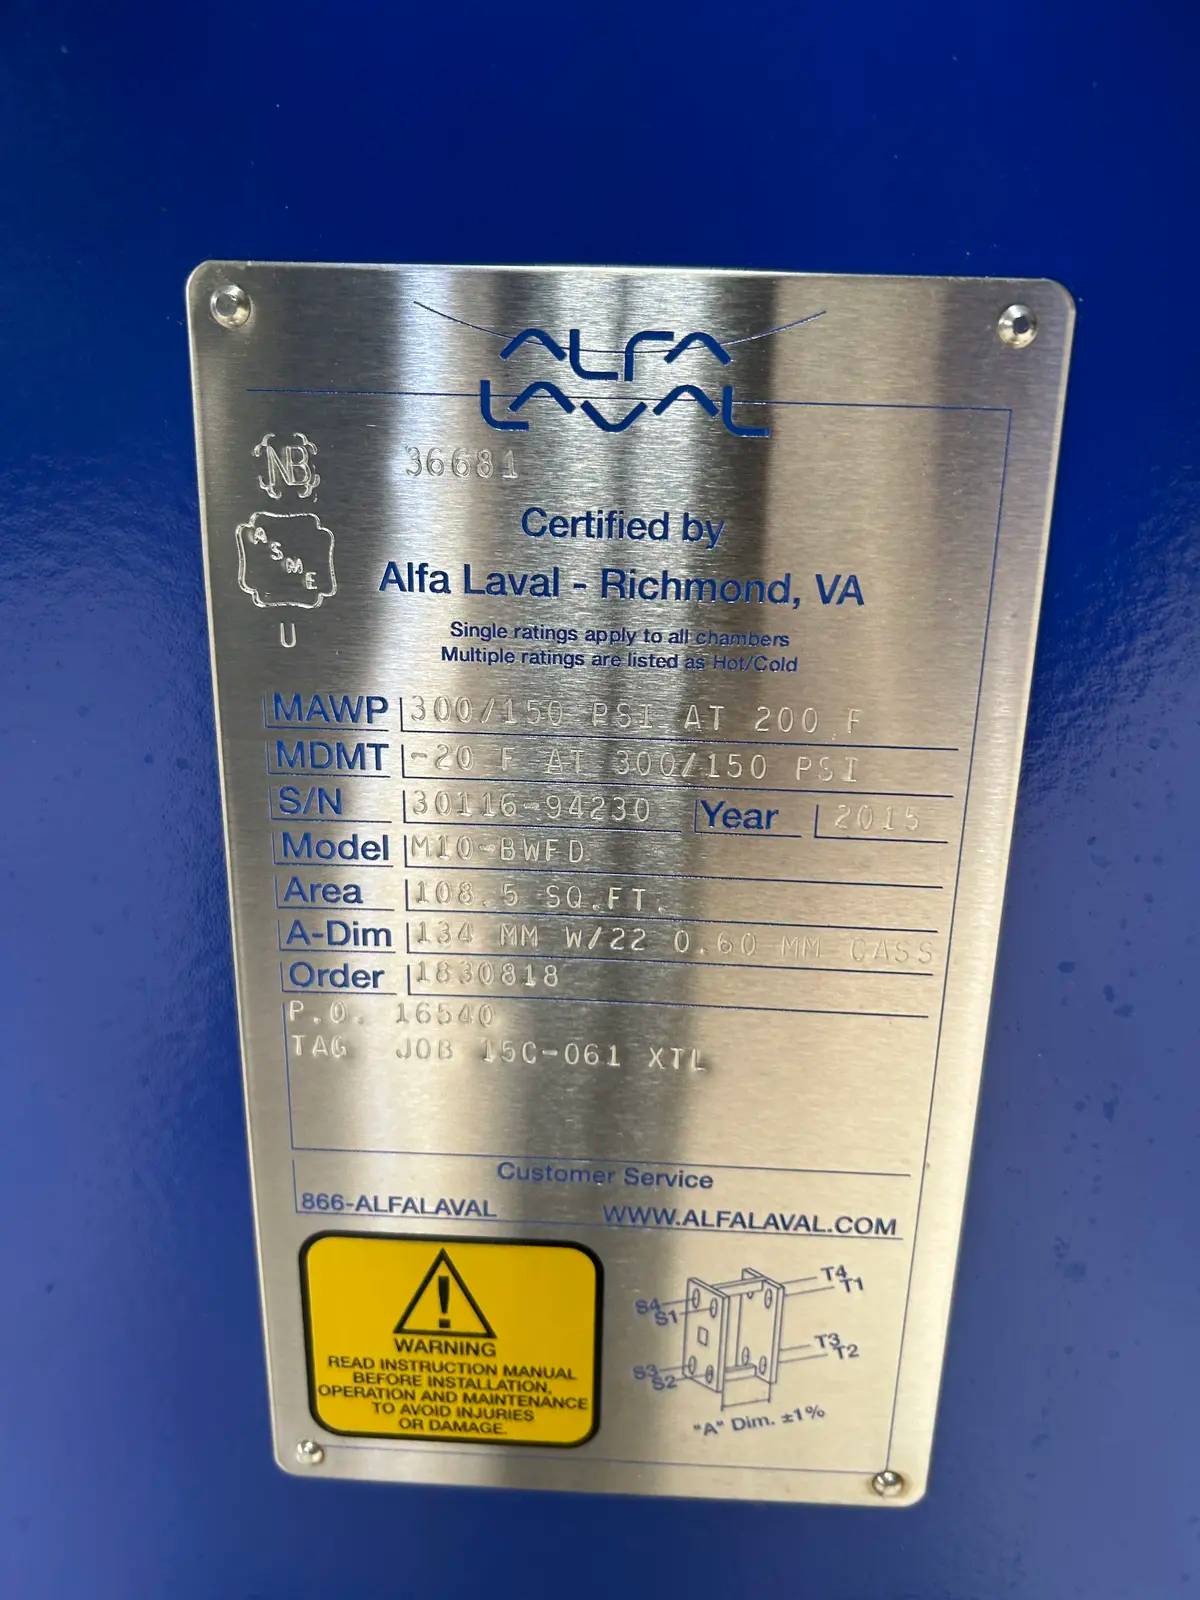 ALFA
LAVAL
NB 36681
ASME
U
Certified by
Alfa Laval - Richmond, VA
Single ratings apply to all chambers
Multiple ratings are listed as Hot/Cold
MAWP 300/150 PSI AT 200 F
MDMT -20 F AT 300/150 PSI
S/N 30116-94230 Year 2015
Model M10-BWFD
Area 108.5 SQ.FT.
A-Dim 134 MM W/22 0.60 MM CASS
Order 1830818
P.O. 16540
TAG JOB 15C-061 XTL
Customer Service
866-ALFALAVAL WWW.ALFALAVAL.COM
WARNING
READ INSTRUCTION MANUAL
BEFORE INSTALLATION,
OPERATION AND MAINTENANCE
TO AVOID INJURIES
OR DAMAGE.
S4 T4
S1 T1
S3 T3
S2 T2
"A" Dim. ±1%